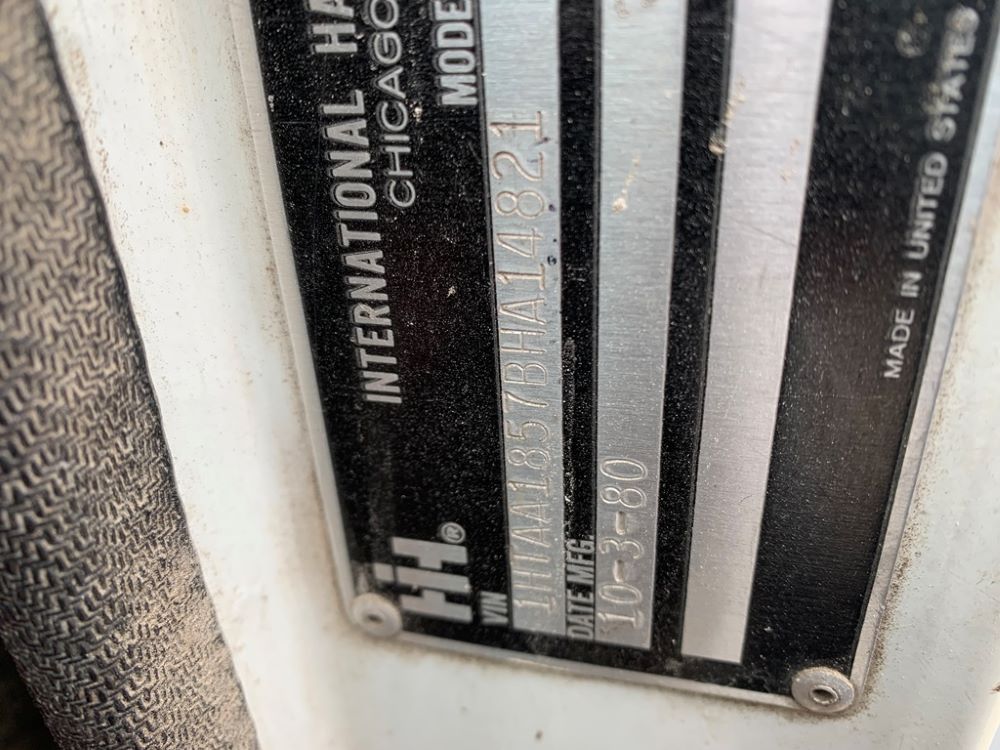 IH®
INTERNATIONAL HA
CHICAGO
VIN
MODE
1HTAA1857BHA14821
DATE MFG.
10-3-80
MADE IN UNITED STATES